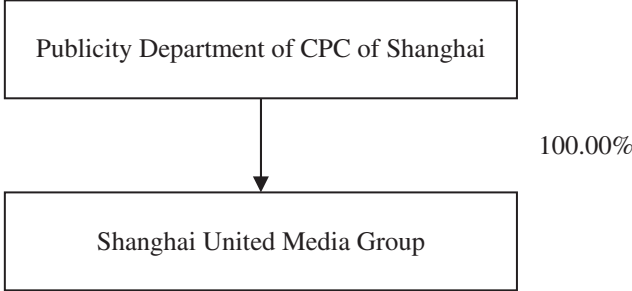 Publicity Department of CPC of Shanghai
100.00%
Shanghai United Media Group